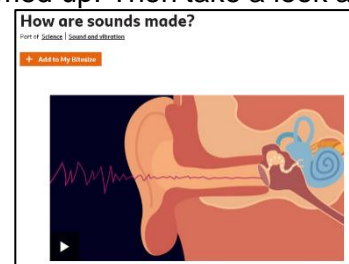 How are sounds made?
Part of Science | Sound and vibration
+ Add to My Bitesize